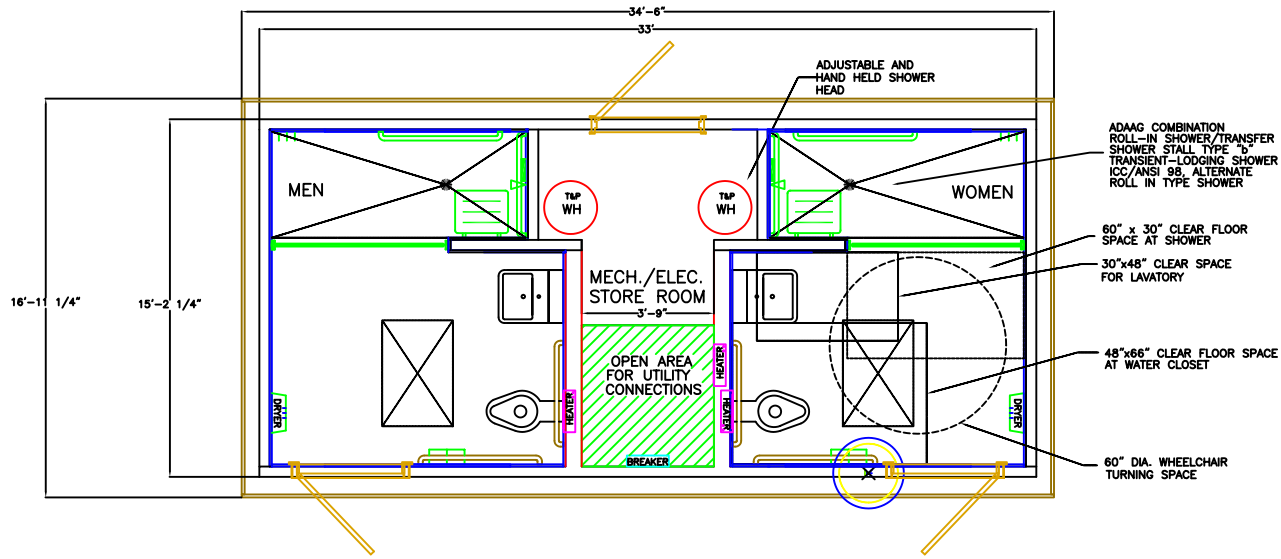 34'-6"
33'
ADJUSTABLE AND
HAND HELD SHOWER
HEAD
ADAAG COMBINATION
ROLL-IN SHOWER/TRANSFER
SHOWER STALL TYPE "b"
TRANSIENT-LODGING SHOWER
ICC/ANSI 98, ALTERNATE
ROLL IN TYPE SHOWER
MEN
T&P
WH
T&P
WH
WOMEN
60" x 30" CLEAR FLOOR
SPACE AT SHOWER
30"x48" CLEAR SPACE
FOR LAVATORY
MECH./ELEC.
STORE ROOM
3'-9"
16'-11 1/4"
15'-2 1/4"
OPEN AREA
FOR UTILITY
CONNECTIONS
HEATER
48"x66" CLEAR FLOOR SPACE
AT WATER CLOSET
DRYER
HEATER
HEATER
DRYER
BREAKER
60" DIA. WHEELCHAIR
TURNING SPACE